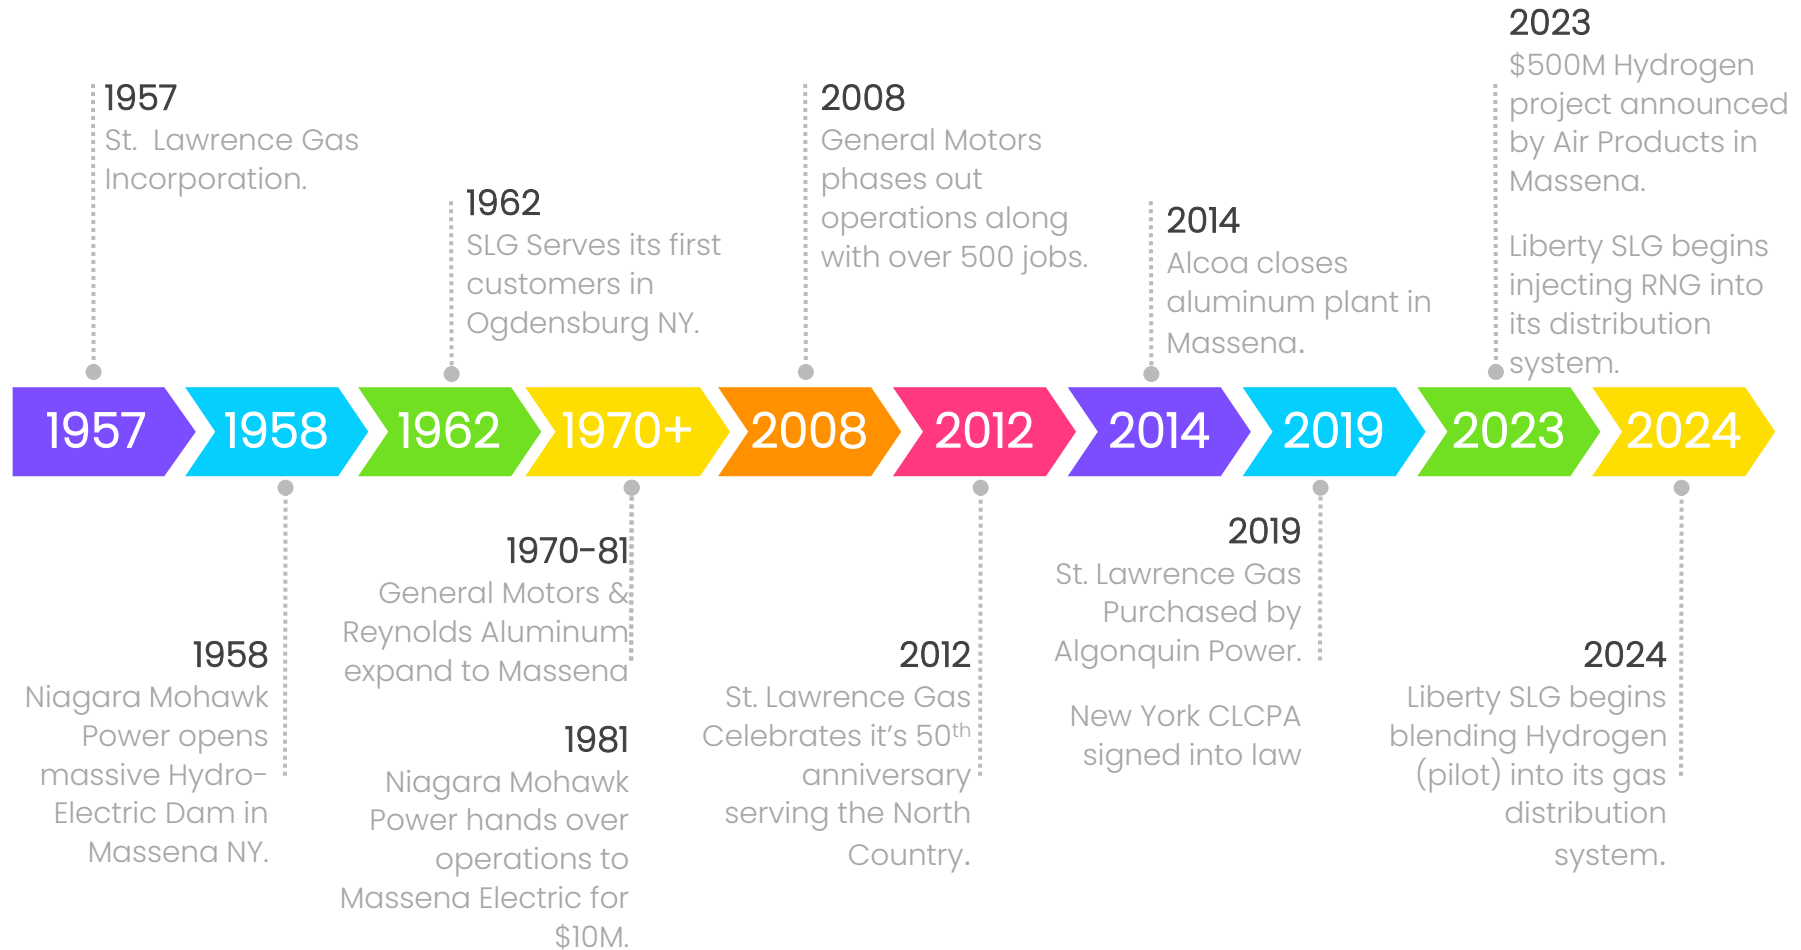 1957
St.  Lawrence Gas
Incorporation.
1962
SLG Serves its first
customers in
Ogdensburg NY.
2008
General Motors
phases out
operations along
with over 500 jobs.
2014
Alcoa closes
aluminum plant in
Massena.
2023
$500M Hydrogen
project announced
by Air Products in
Massena.
Liberty SLG begins
injecting RNG into
its distribution
system.
1957
1958
1962
1970+
2008
2012
2014
2019
2023
2024
1958
Niagara Mohawk
Power opens
massive Hydro-
Electric Dam in
Massena NY.
1970-81
General Motors &
Reynolds Aluminum
expand to Massena
1981
Niagara Mohawk
Power hands over
operations to
Massena Electric for
$10M.
2012
St. Lawrence Gas
Celebrates it’s 50th
anniversary
serving the North
Country.
2019
St. Lawrence Gas
Purchased by
Algonquin Power.
New York CLCPA
signed into law
2024
Liberty SLG begins
blending Hydrogen
(pilot) into its gas
distribution
system.